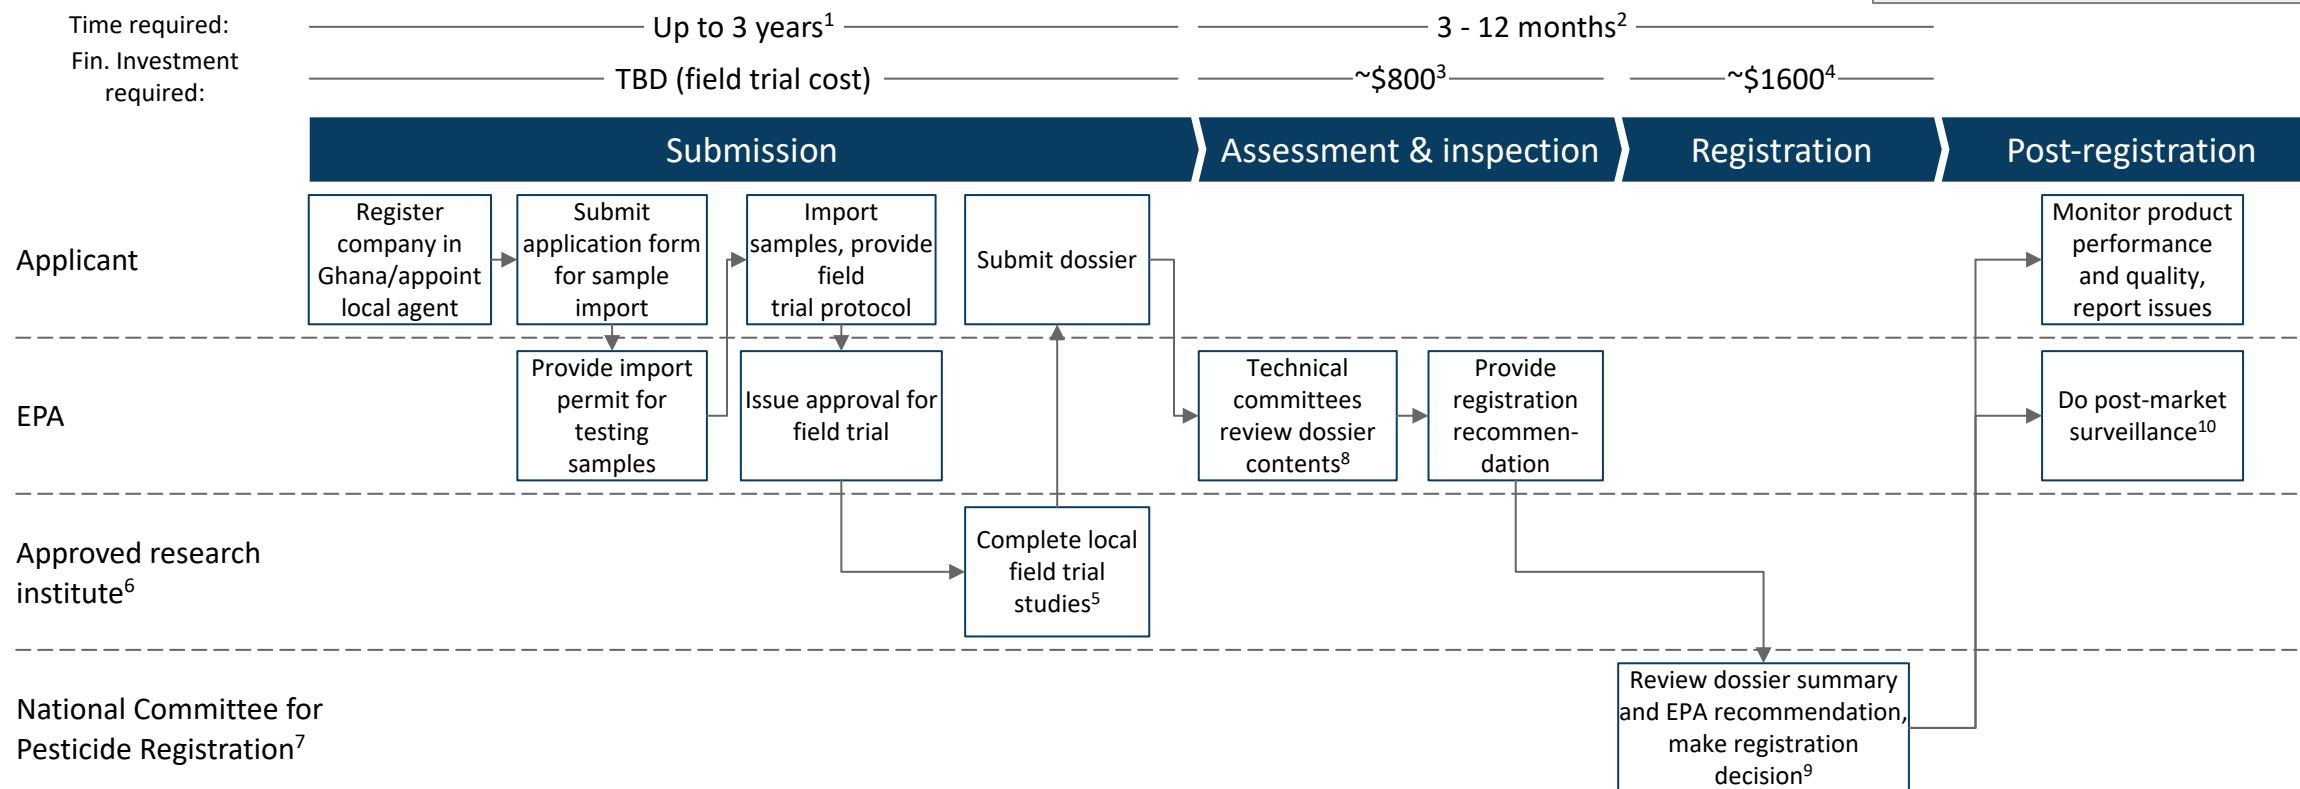 Time required:
Up to 3 years1
3 - 12 months2
Fin. Investment
required:
TBD (field trial cost)
~$8003
~$16004
Submission
Assessment & inspection
Registration
Post-registration
Applicant
Register
company in
Ghana/appoint
local agent
Submit
application form
for sample
import
Import
samples, provide
field
trial protocol
Submit dossier
Monitor product
performance
and quality,
report issues
EPA
Provide import
permit for
testing
samples
Issue approval for
field trial
Technical
committees
review dossier
contents8
Provide
registration
recommen-
dation
Do post-market
surveillance10
Approved research
institute6
Complete local
field trial
studies5
National Committee for
Pesticide Registration7
Review dossier summary
and EPA recommendation,
make registration
decision9